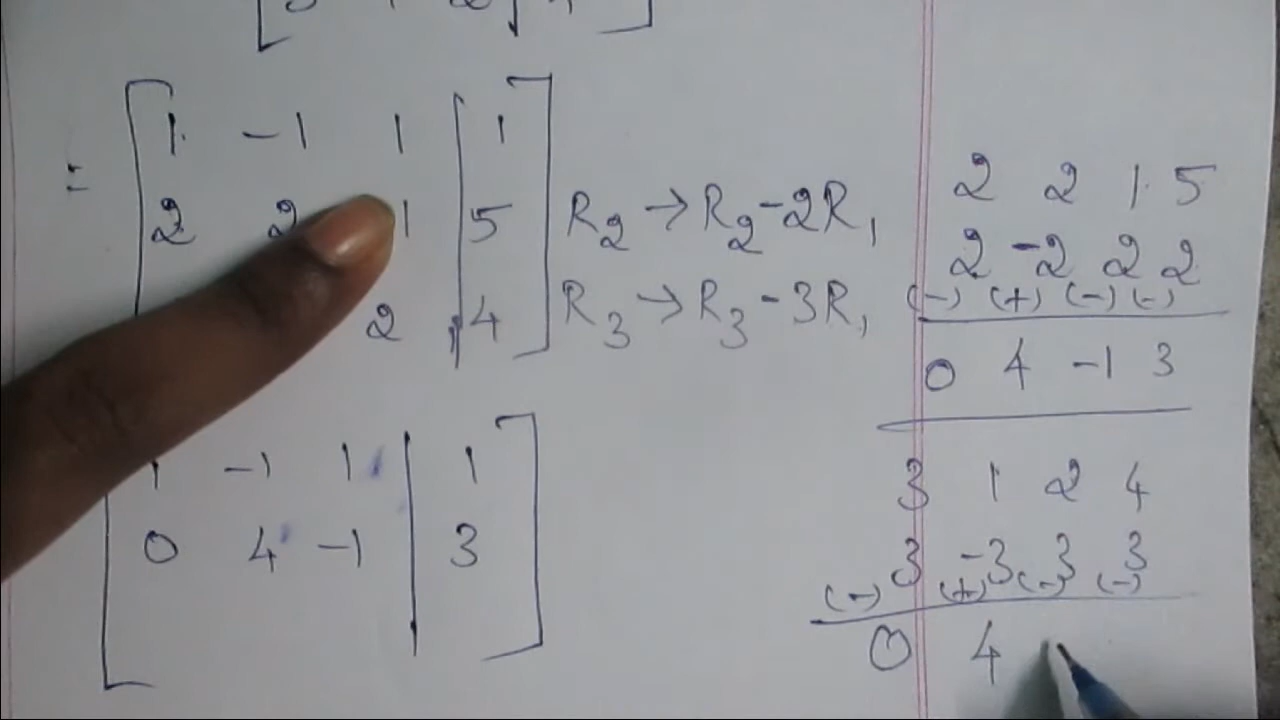 = 1 -1 1 | 1
2 2 1 | 5 R2 → R2 - 2R1
2 | 4 R3 → R3 - 3R1
1 -1 1 | 1
0 4 -1 | 3
2 2 1 5
2 -2 2 2
(-) (+) (-) (-)
0 4 -1 3
3 1 2 4
3 -3 3 3
(-) (+) (-) (-)
0 4